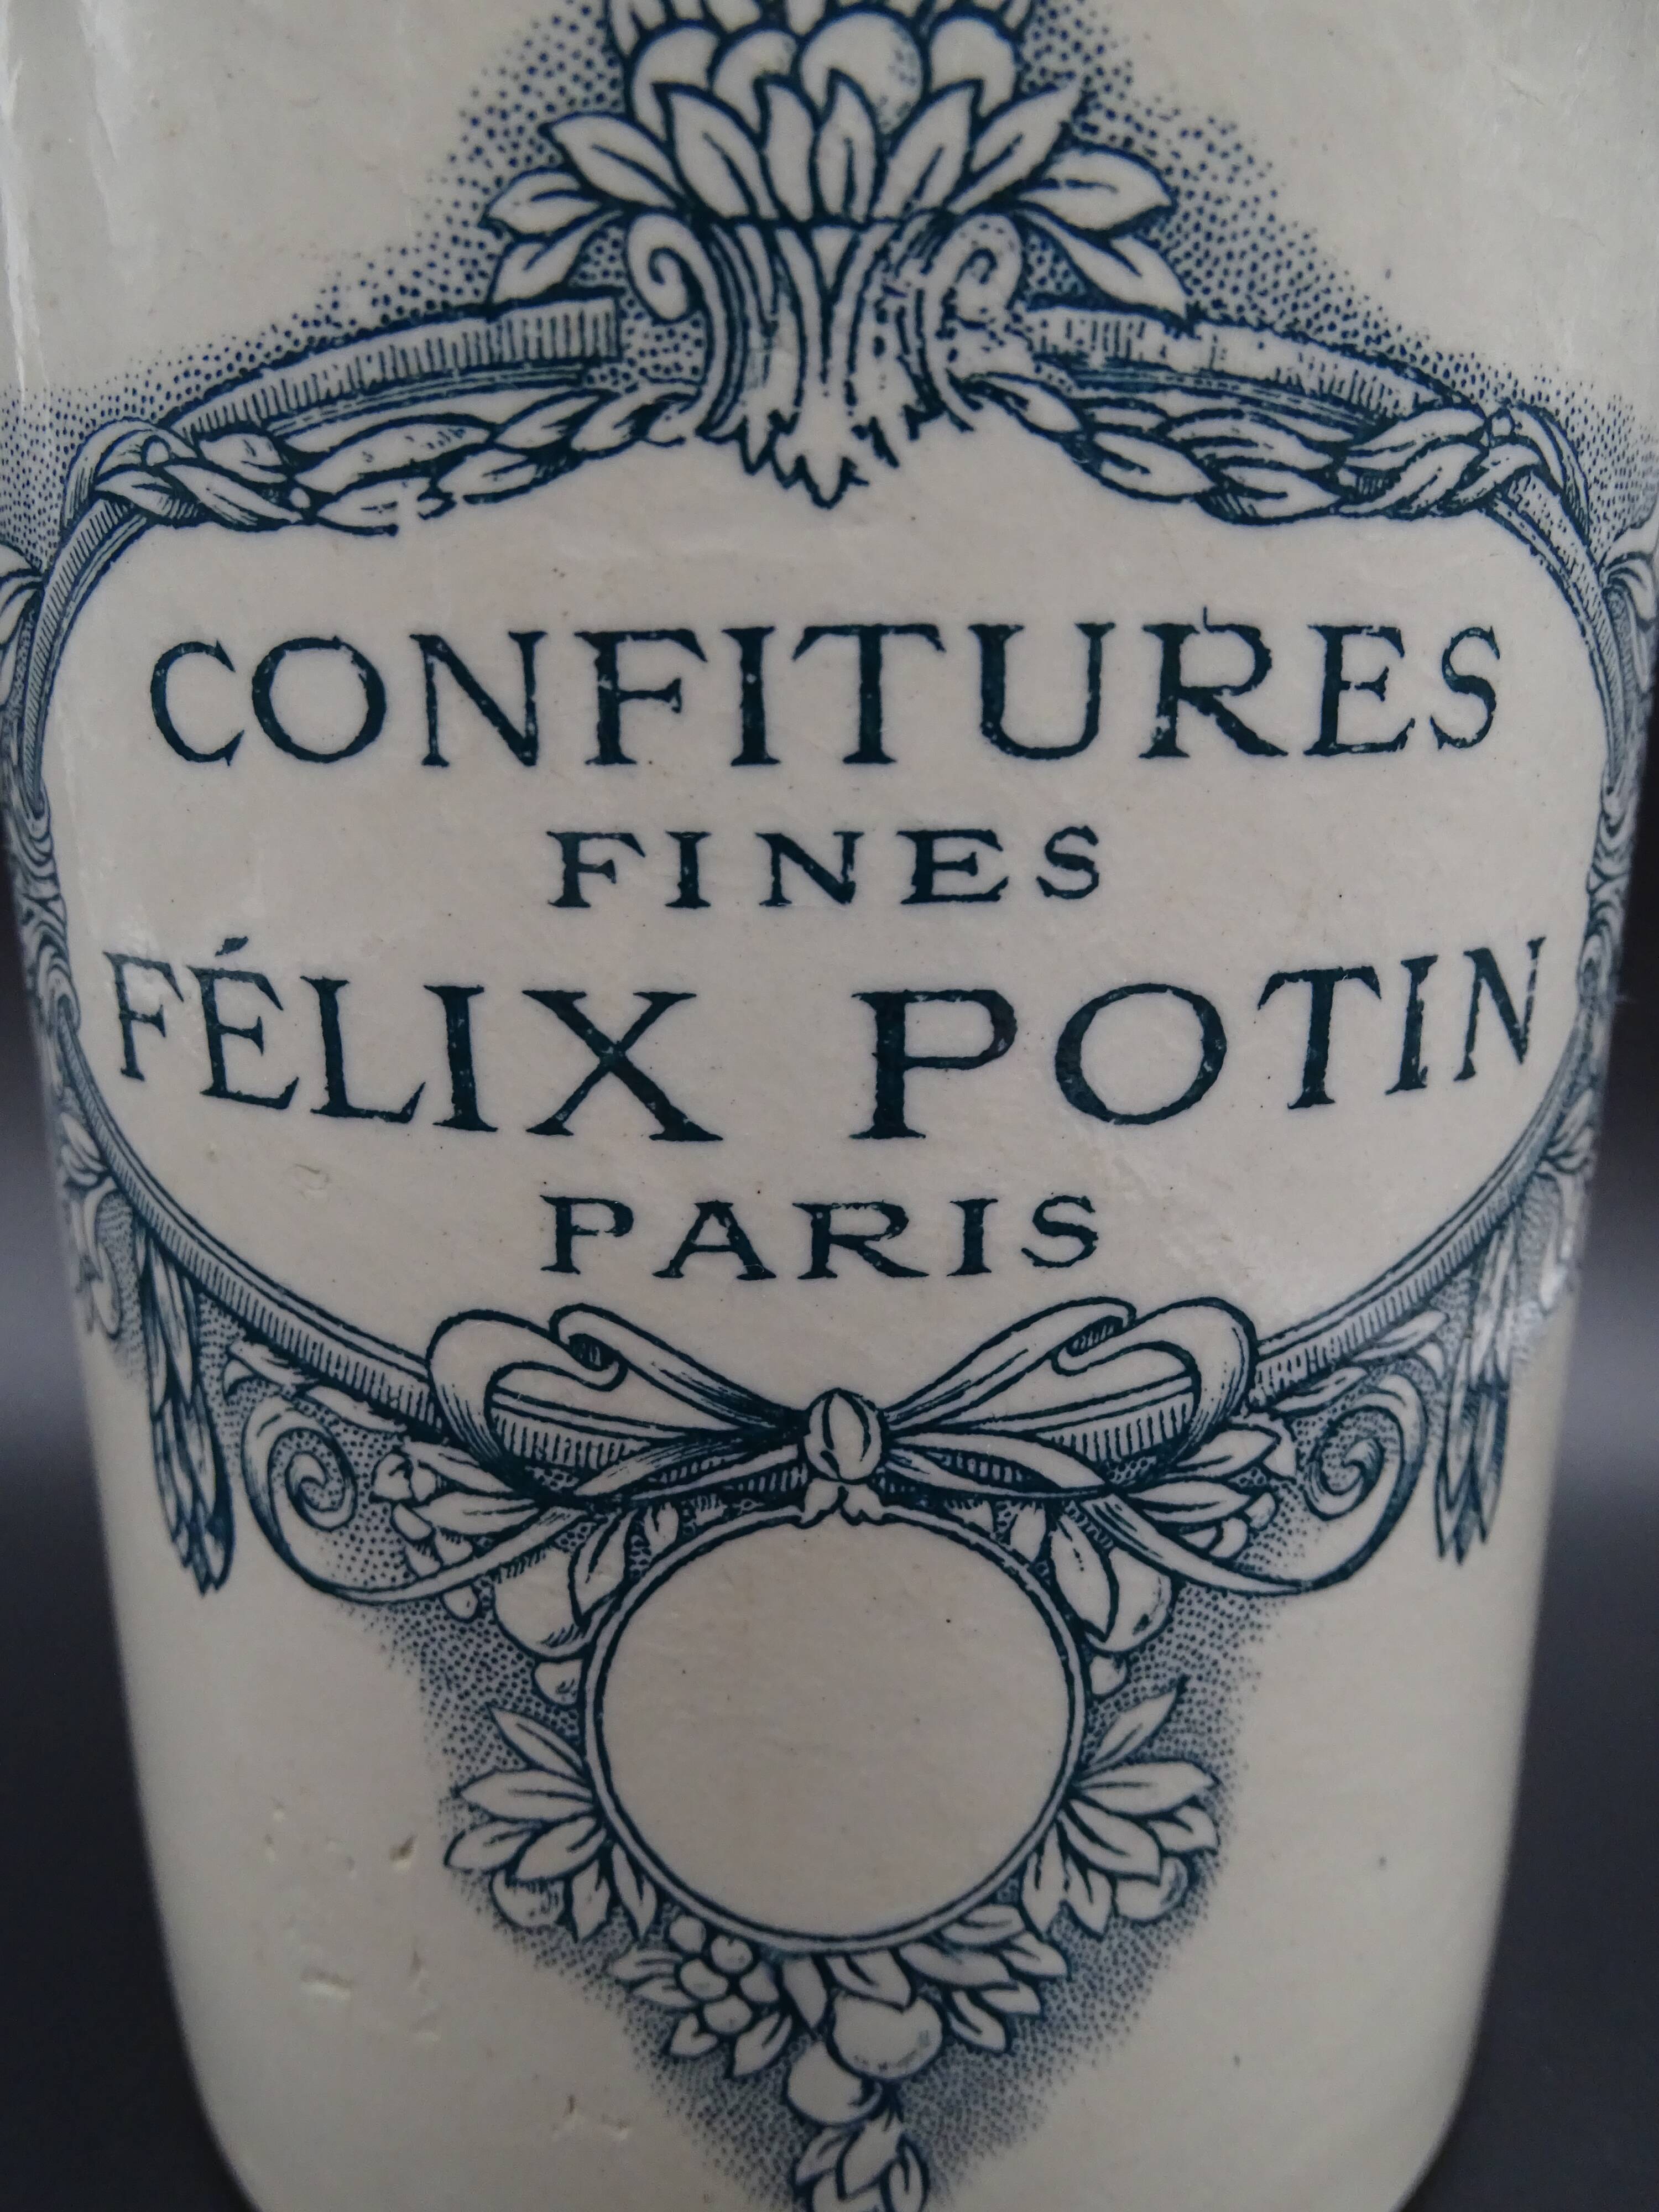 CONFITURES
FINES
FÉLIX POTIN
PARIS